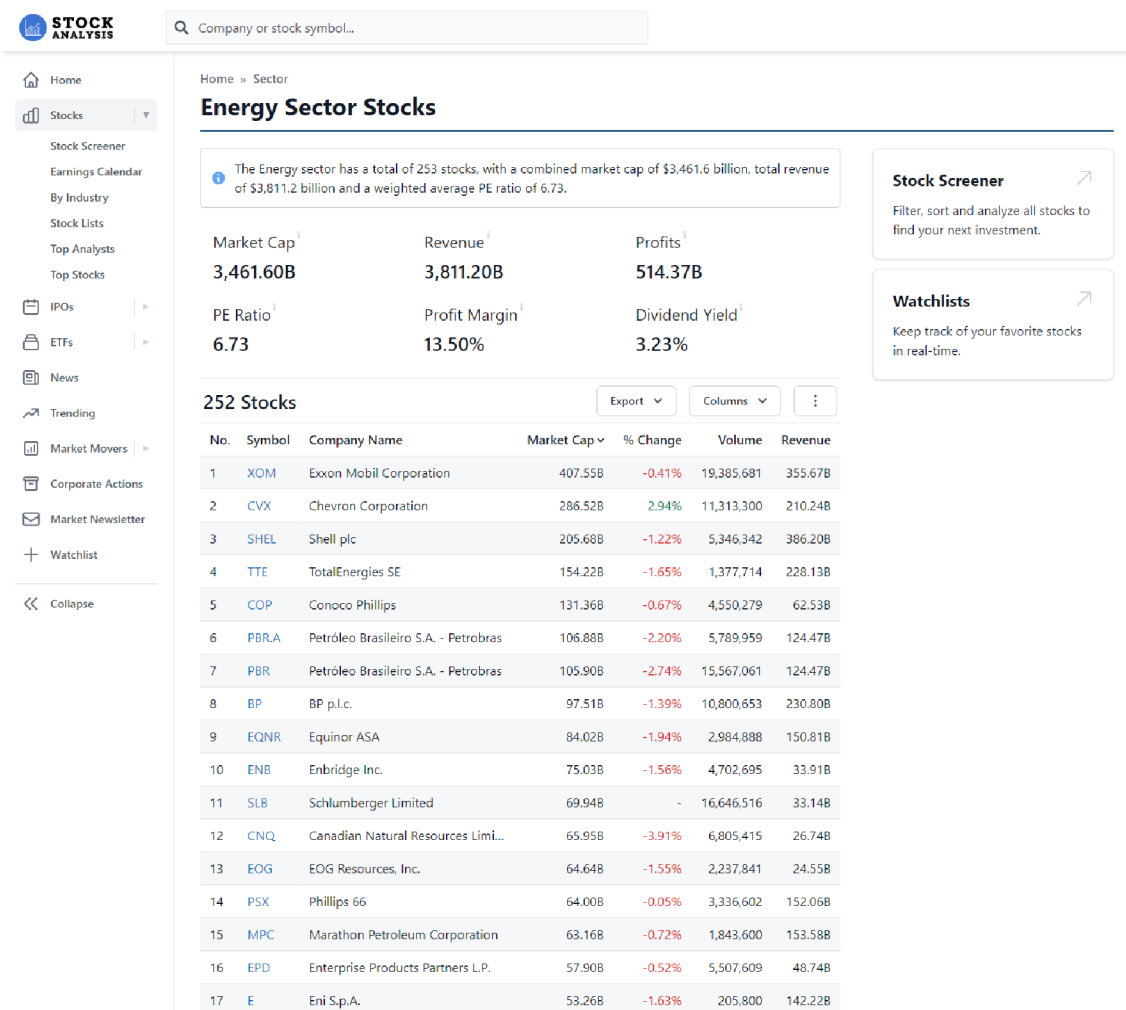 STOCK
ANALYSIS
Company or stock symbol...
Home
Stocks
Stock Screener
Earnings Calendar
By Industry
Stock Lists
Top Analysts
Top Stocks
IPOs
ETFs
News
Trending
Market Movers
Corporate Actions
Market Newsletter
Watchlist
Collapse
Home » Sector
Energy Sector Stocks
The Energy sector has a total of 253 stocks, with a combined market cap of $3,461.6 billion, total revenue
of $3,811.2 billion and a weighted average PE ratio of 6.73.
Market Cap Revenue Profits
3,461.60B 3,811.20B 514.37B
PE Ratio Profit Margin Dividend Yield
6.73 13.50% 3.23%
252 Stocks Export Columns
No. Symbol Company Name Market Cap % Change Volume Revenue
1 XOM Exxon Mobil Corporation 407.55B -0.41% 19,385,681 355.67B
2 CVX Chevron Corporation 286.52B 2.94% 11,313,300 210.24B
3 SHEL Shell plc 205.68B -1.22% 5,346,342 386.20B
4 TTE TotalEnergies SE 154.22B -1.65% 1,377,714 228.13B
5 COP Conoco Phillips 131.36B -0.67% 4,550,279 62.53B
6 PBR.A Petróleo Brasileiro S.A. - Petrobras 106.88B -2.20% 5,789,959 124.47B
7 PBR Petróleo Brasileiro S.A. - Petrobras 105.90B -2.74% 15,567,061 124.47B
8 BP BP p.l.c. 97.51B -1.39% 10,800,653 230.80B
9 EQNR Equinor ASA 84.02B -1.94% 2,984,888 150.81B
10 ENB Enbridge Inc. 75.03B -1.56% 4,702,695 33.91B
11 SLB Schlumberger Limited 69.94B - 16,646,516 33.14B
12 CNQ Canadian Natural Resources Limi... 65.95B -3.91% 6,805,415 26.74B
13 EOG EOG Resources, Inc. 64.64B -1.55% 2,237,841 24.55B
14 PSX Phillips 66 64.00B -0.05% 3,336,602 152.06B
15 MPC Marathon Petroleum Corporation 63.16B -0.72% 1,843,600 153.58B
16 EPD Enterprise Products Partners L.P. 57.90B -0.52% 5,507,609 48.74B
17 E Eni S.p.A. 53.26B -1.63% 205,800 142.22B
Stock Screener
Filter, sort and analyze all stocks to
find your next investment.
Watchlists
Keep track of your favorite stocks
in real-time.